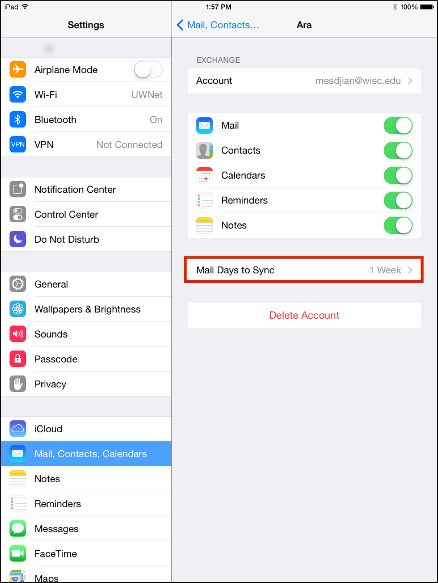 iPad 1:57 PM 100%
Settings
Airplane Mode
Wi-Fi UWNet
Bluetooth On
VPN VPN Not Connected
Notification Center
Control Center
Do Not Disturb
General
Wallpapers & Brightness
Sounds
Passcode
Privacy
iCloud
Mail, Contacts, Calendars
Notes
Reminders
Messages
FaceTime
Maps
Mail, Contacts... Ara
EXCHANGE
Account mesdjian@wisc.edu
Mail
Contacts
Calendars
Reminders
Notes
Mail Days to Sync 1 Week
Delete Account